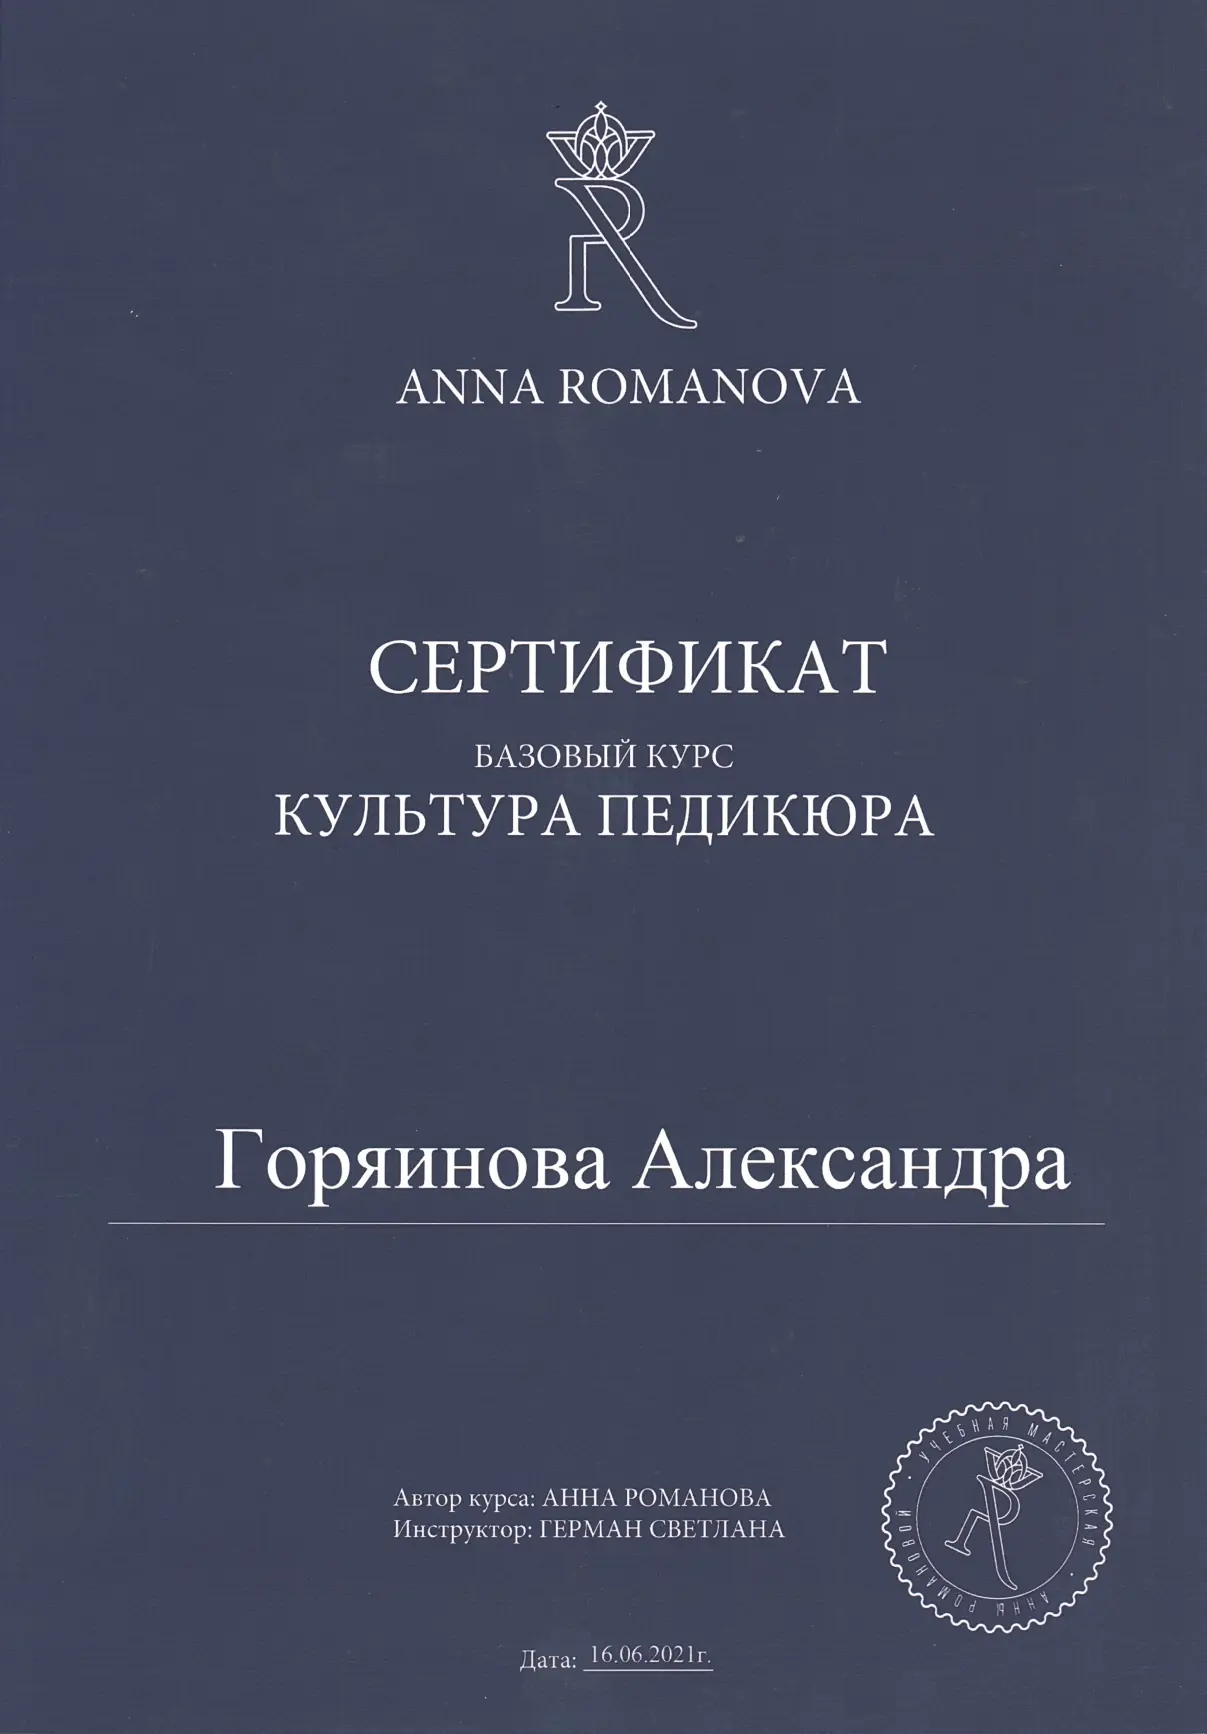 ANNA ROMANOVA
СЕРТИФИКАТ
БАЗОВЫЙ КУРС
КУЛЬТУРА ПЕДИКЮРА
Горяинова Александра
Автор курса: АННА РОМАНОВА
Инструктор: ГЕРМАН СВЕТЛАНА
УЧЕБНАЯ МАСТЕРСКАЯ
АННЫ РОМАНОВОЙ
Дата: 16.06.2021г.